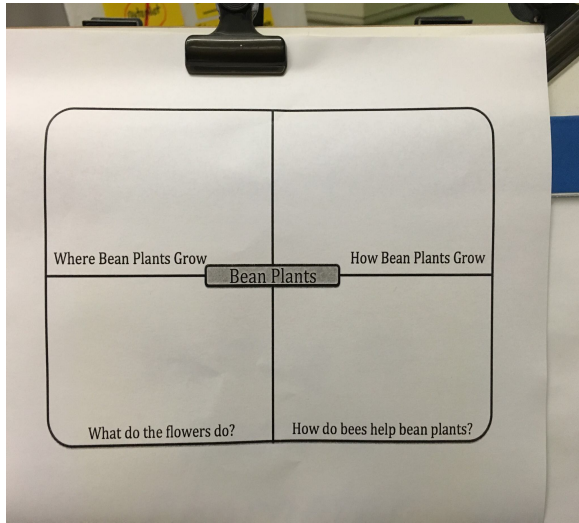 Where Bean Plants Grow
How Bean Plants Grow
Bean Plants
What do the flowers do?
How do bees help bean plants?